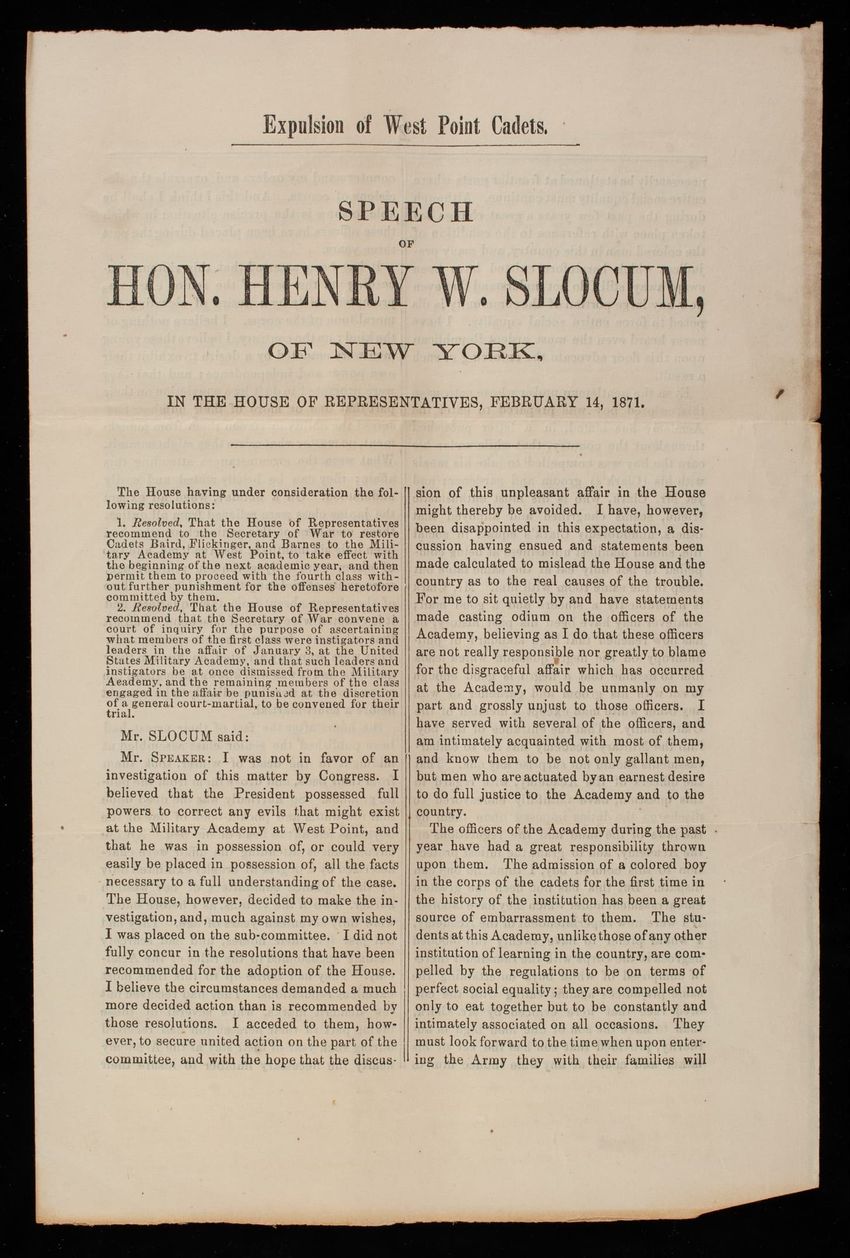 Expulsion of West Point Cadets.
SPEECH
OF
HON. HENRY W. SLOCUM,
OF NEW YORK,
IN THE HOUSE OF REPRESENTATIVES, FEBRUARY 14, 1871.
The House having under consideration the fol-
lowing resolutions:
1. Resolved, That the House of Representatives
recommend to the Secretary of War to restore
Cadets Baird, Flickinger, and Barnes to the Mili-
tary Academy at West Point, to take effect with
the beginning of the next academic year, and then
permit them to proceed with the fourth class with-
out further punishment for the offenses heretofore
committed by them.
2. Resolved, That the House of Representatives
recommend that the Secretary of War convene a
court of inquiry for the purpose of ascertaining
what members of the first class were instigators and
leaders in the affair of January 3, at the United
States Military Academy, and that such leaders and
instigators be at once dismissed from the Military
Academy, and the remaining members of the class
engaged in the affair be punished at the discretion
of a general court-martial, to be convened for their
trial.
Mr. SLOCUM said:
Mr. SPEAKER: I was not in favor of an
investigation of this matter by Congress. I
believed that the President possessed full
powers to correct any evils that might exist
at the Military Academy at West Point, and
that he was in possession of, or could very
easily be placed in possession of, all the facts
necessary to a full understanding of the case.
The House, however, decided to make the in-
vestigation, and, much against my own wishes,
I was placed on the sub-committee. I did not
fully concur in the resolutions that have been
recommended for the adoption of the House.
I believe the circumstances demanded a much
more decided action than is recommended by
those resolutions. I acceded to them, how-
ever, to secure united action on the part of the
committee, and with the hope that the discus-
sion of this unpleasant affair in the House
might thereby be avoided. I have, however,
been disappointed in this expectation, a dis-
cussion having ensued and statements been
made calculated to mislead the House and the
country as to the real causes of the trouble.
For me to sit quietly by and have statements
made casting odium on the officers of the
Academy, believing as I do that these officers
are not really responsible nor greatly to blame
for the disgraceful affair which has occurred
at the Academy, would be unmanly on my
part and grossly unjust to those officers. I
have served with several of the officers, and
am intimately acquainted with most of them,
and know them to be not only gallant men,
but men who are actuated by an earnest desire
to do full justice to the Academy and to the
country.
The officers of the Academy during the past
year have had a great responsibility thrown
upon them. The admission of a colored boy
in the corps of the cadets for the first time in
the history of the institution has been a great
source of embarrassment to them. The stu-
dents at this Academy, unlike those of any other
institution of learning in the country, are com-
pelled by the regulations to be on terms of
perfect social equality; they are compelled not
only to eat together but to be constantly and
intimately associated on all occasions. They
must look forward to the time when upon enter-
ing the Army they with their families will